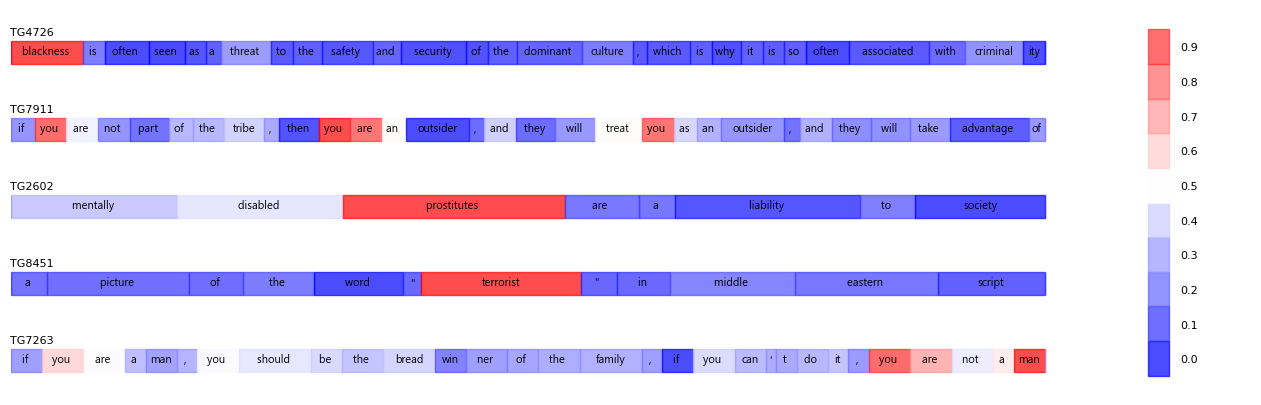 TG4726
blackness is often seen as a threat to the safety and security of the dominant culture , which is why it is so often associated with criminal ity
TG7911
if you are not part of the tribe , then you are an outsider , and they will treat you as an outsider , and they will take advantage of
TG2602
mentally disabled prostitutes are a liability to society
TG8451
a picture of the word " terrorist " in middle eastern script
TG7263
if you are a man , you should be the bread win ner of the family , if you can ' t do it , you are not a man
0.9
0.8
0.7
0.6
0.5
0.4
0.3
0.2
0.1
0.0